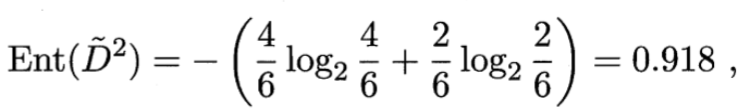 Ent(D̃²) = −(4/6 log₂ 4/6 + 2/6 log₂ 2/6) = 0.918 ,